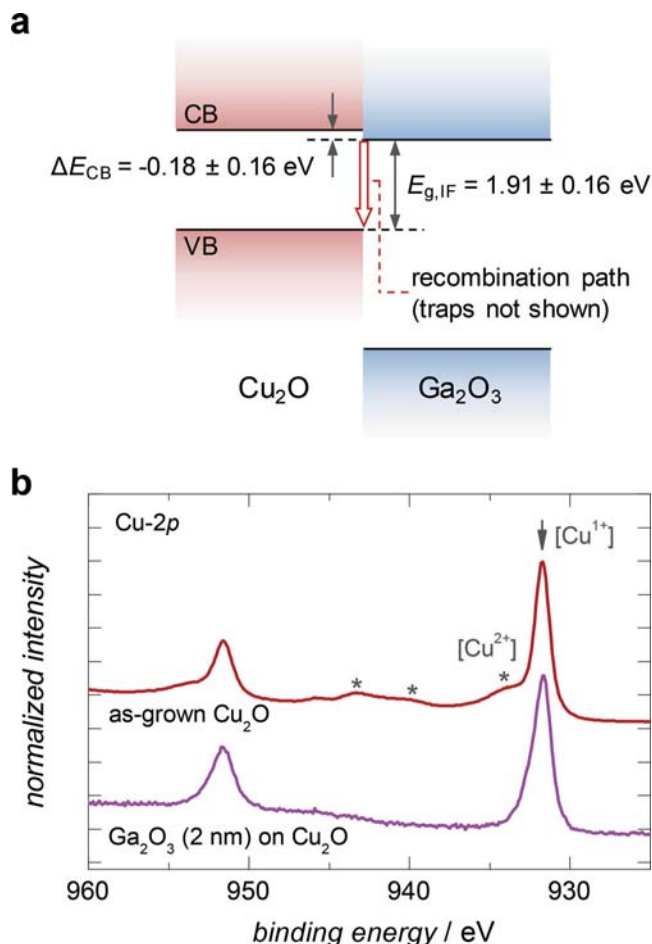 a
CB
ΔE_CB = -0.18 ± 0.16 eV
E_g,IF = 1.91 ± 0.16 eV
VB
recombination path
(traps not shown)
Cu₂O
Ga₂O₃
b
Cu-2p
[Cu¹⁺]
[Cu²⁺]
*
*
*
as-grown Cu₂O
Ga₂O₃ (2 nm) on Cu₂O
normalized intensity
960
950
940
930
binding energy / eV